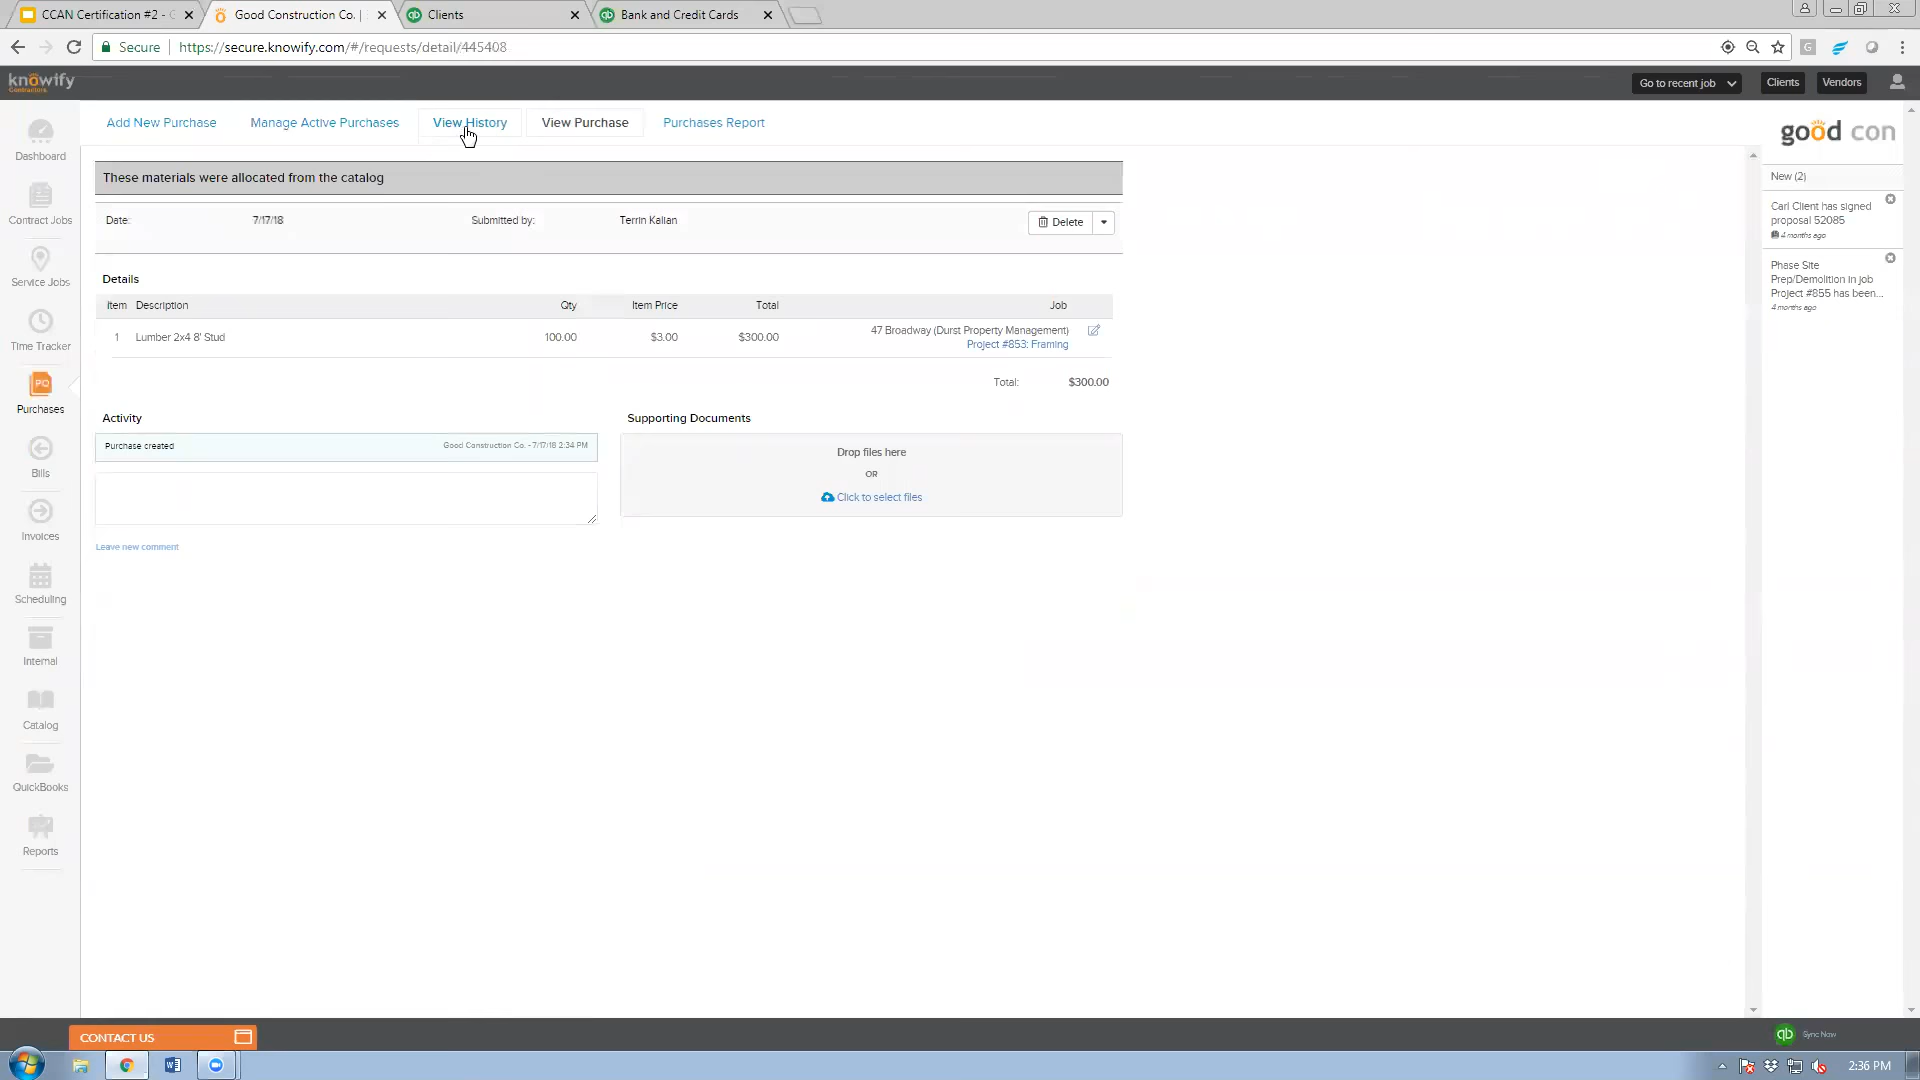 CCAN Certification #2 - C
Good Construction Co. |
Clients
Bank and Credit Cards
Secure
https://secure.knowify.com/#/requests/detail/445408
G
knowify
Contractors
Go to recent job
Clients
Vendors
Add New Purchase
Manage Active Purchases
View History
View Purchase
Purchases Report
good con
Dashboard
Contract Jobs
Service Jobs
Time Tracker
PO
Purchases
Bills
Invoices
Scheduling
Internal
Catalog
QuickBooks
Reports
These materials were allocated from the catalog
Date: 7/17/18 Submitted by: Terrin Kalian
Delete
Details
Item Description Qty Item Price Total Job
1 Lumber 2x4 8' Stud 100.00 $3.00 $300.00 47 Broadway (Durst Property Management)
Project #853: Framing
Total: $300.00
Activity
Purchase created Good Construction Co. - 7/17/18 2:34 PM
Leave new comment
Supporting Documents
Drop files here
OR
Click to select files
New (2)
Carl Client has signed
proposal 52085
4 months ago
Phase Site
Prep/Demolition in job
Project #855 has been...
4 months ago
CONTACT US
qb Sync Now
2:36 PM